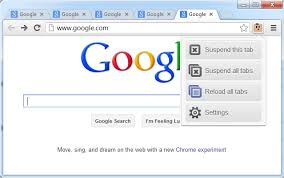 Google
Google
Google
Google
www.google.com
Suspend this tab
Suspend all tabs
Reload all tabs
Settings
Google
Google Search
I'm Feeling Lu
Move, sing, and dream on the web with a new Chrome experiment